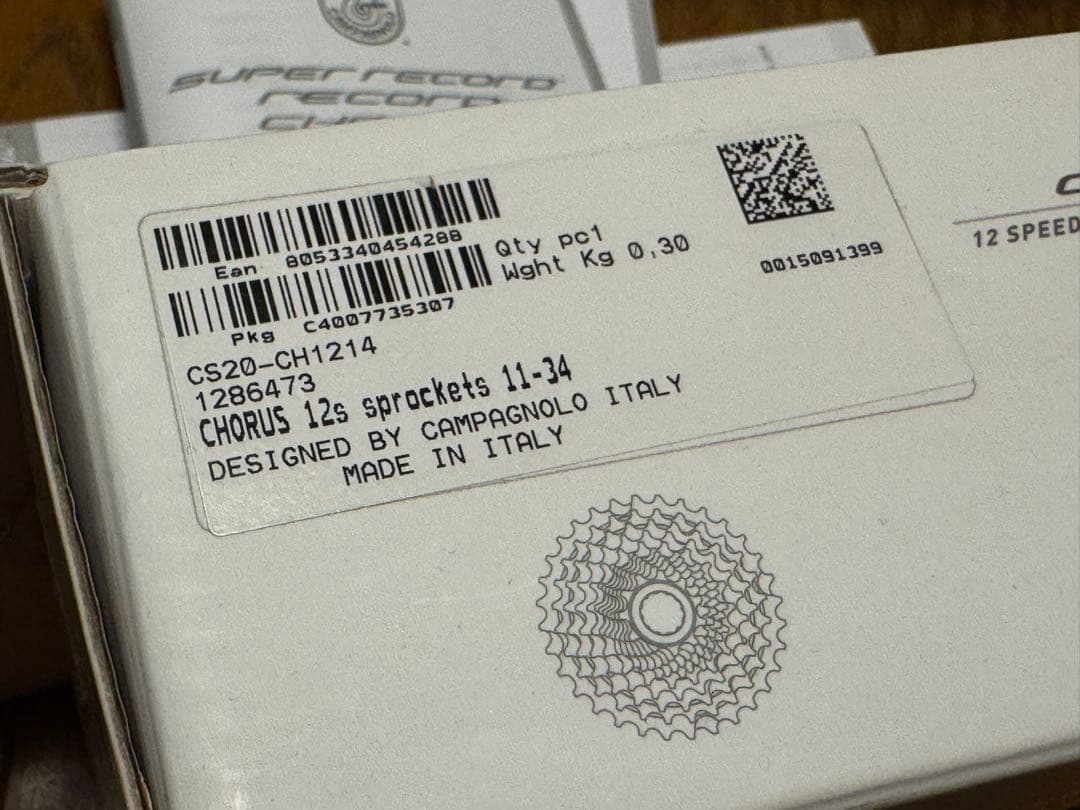 SUPER RECORD
RECORD
Ean 8053340454288
Qty pc1
Wght Kg 0,30
Pkg C4007735307
0015091399
12 SPEED
CS20-CH1214
1286473
CHORUS 12s sprockets 11-34
DESIGNED BY CAMPAGNOLO ITALY
MADE IN ITALY